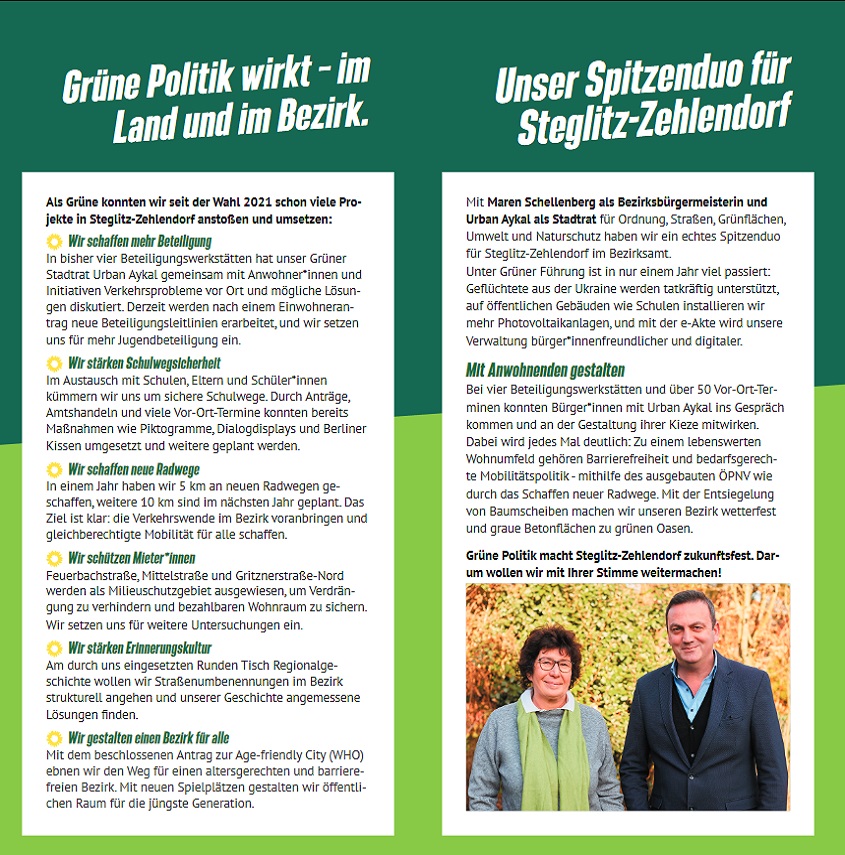 Grüne Politik wirkt – im
Land und im Bezirk.
Als Grüne konnten wir seit der Wahl 2021 schon viele Pro-
jekte in Steglitz-Zehlendorf anstoßen und umsetzen:
Wir schaffen mehr Beteiligung
In bisher vier Beteiligungswerkstätten hat unser Grüner
Stadtrat Urban Aykal gemeinsam mit Anwohner*innen und
Initiativen Verkehrsprobleme vor Ort und mögliche Lösun-
gen diskutiert. Derzeit werden nach einem Einwohneran-
trag neue Beteiligungsleitlinien erarbeitet, und wir setzen
uns für mehr Jugendbeteiligung ein.
Wir stärken Schulwegsicherheit
Im Austausch mit Schulen, Eltern und Schüler*innen
kümmern wir uns um sichere Schulwege. Durch Anträge,
Amtshandeln und viele Vor-Ort-Termine konnten bereits
Maßnahmen wie Piktogramme, Dialogdisplays und Berliner
Kissen umgesetzt und weitere geplant werden.
Wir schaffen neue Radwege
In einem Jahr haben wir 5 km an neuen Radwegen ge-
schaffen, weitere 10 km sind im nächsten Jahr geplant. Das
Ziel ist klar: die Verkehrswende im Bezirk voranbringen und
gleichberechtigte Mobilität für alle schaffen.
Wir schützen Mieter*innen
Feuerbachstraße, Mittelstraße und Gritznerstraße-Nord
werden als Milieuschutzgebiet ausgewiesen, um Verdrän-
gung zu verhindern und bezahlbaren Wohnraum zu sichern.
Wir setzen uns für weitere Untersuchungen ein.
Wir stärken Erinnerungskultur
Am durch uns eingesetzten Runden Tisch Regionalge-
schichte wollen wir Straßenumbenennungen im Bezirk
strukturell angehen und unserer Geschichte angemessene
Lösungen finden.
Wir gestalten einen Bezirk für alle
Mit dem beschlossenen Antrag zur Age-friendly City (WHO)
ebnen wir den Weg für einen altersgerechten und barriere-
freien Bezirk. Mit neuen Spielplätzen gestalten wir öffentli-
chen Raum für die jüngste Generation.
Unser Spitzenduo für
Steglitz-Zehlendorf
Mit Maren Schellenberg als Bezirksbürgermeisterin und
Urban Aykal als Stadtrat für Ordnung, Straßen, Grünflächen,
Umwelt und Naturschutz haben wir ein echtes Spitzenduo
für Steglitz-Zehlendorf im Bezirksamt.
Unter Grüner Führung ist in nur einem Jahr viel passiert:
Geflüchtete aus der Ukraine werden tatkräftig unterstützt,
auf öffentlichen Gebäuden wie Schulen installieren wir
mehr Photovoltaikanlagen, und mit der e-Akte wird unsere
Verwaltung bürger*innenfreundlicher und digitaler.
Mit Anwohnenden gestalten
Bei vier Beteiligungswerkstätten und über 50 Vor-Ort-Ter-
minen konnten Bürger*innen mit Urban Aykal ins Gespräch
kommen und an der Gestaltung ihrer Kieze mitwirken.
Dabei wird jedes Mal deutlich: Zu einem lebenswerten
Wohnumfeld gehören Barrierefreiheit und bedarfsgerech-
te Mobilitätspolitik - mithilfe des ausgebauten ÖPNV wie
durch das Schaffen neuer Radwege. Mit der Entsiegelung
von Baumscheiben machen wir unseren Bezirk wetterfest
und graue Betonflächen zu grünen Oasen.
Grüne Politik macht Steglitz-Zehlendorf zukunftsfest. Dar-
um wollen wir mit Ihrer Stimme weitermachen!